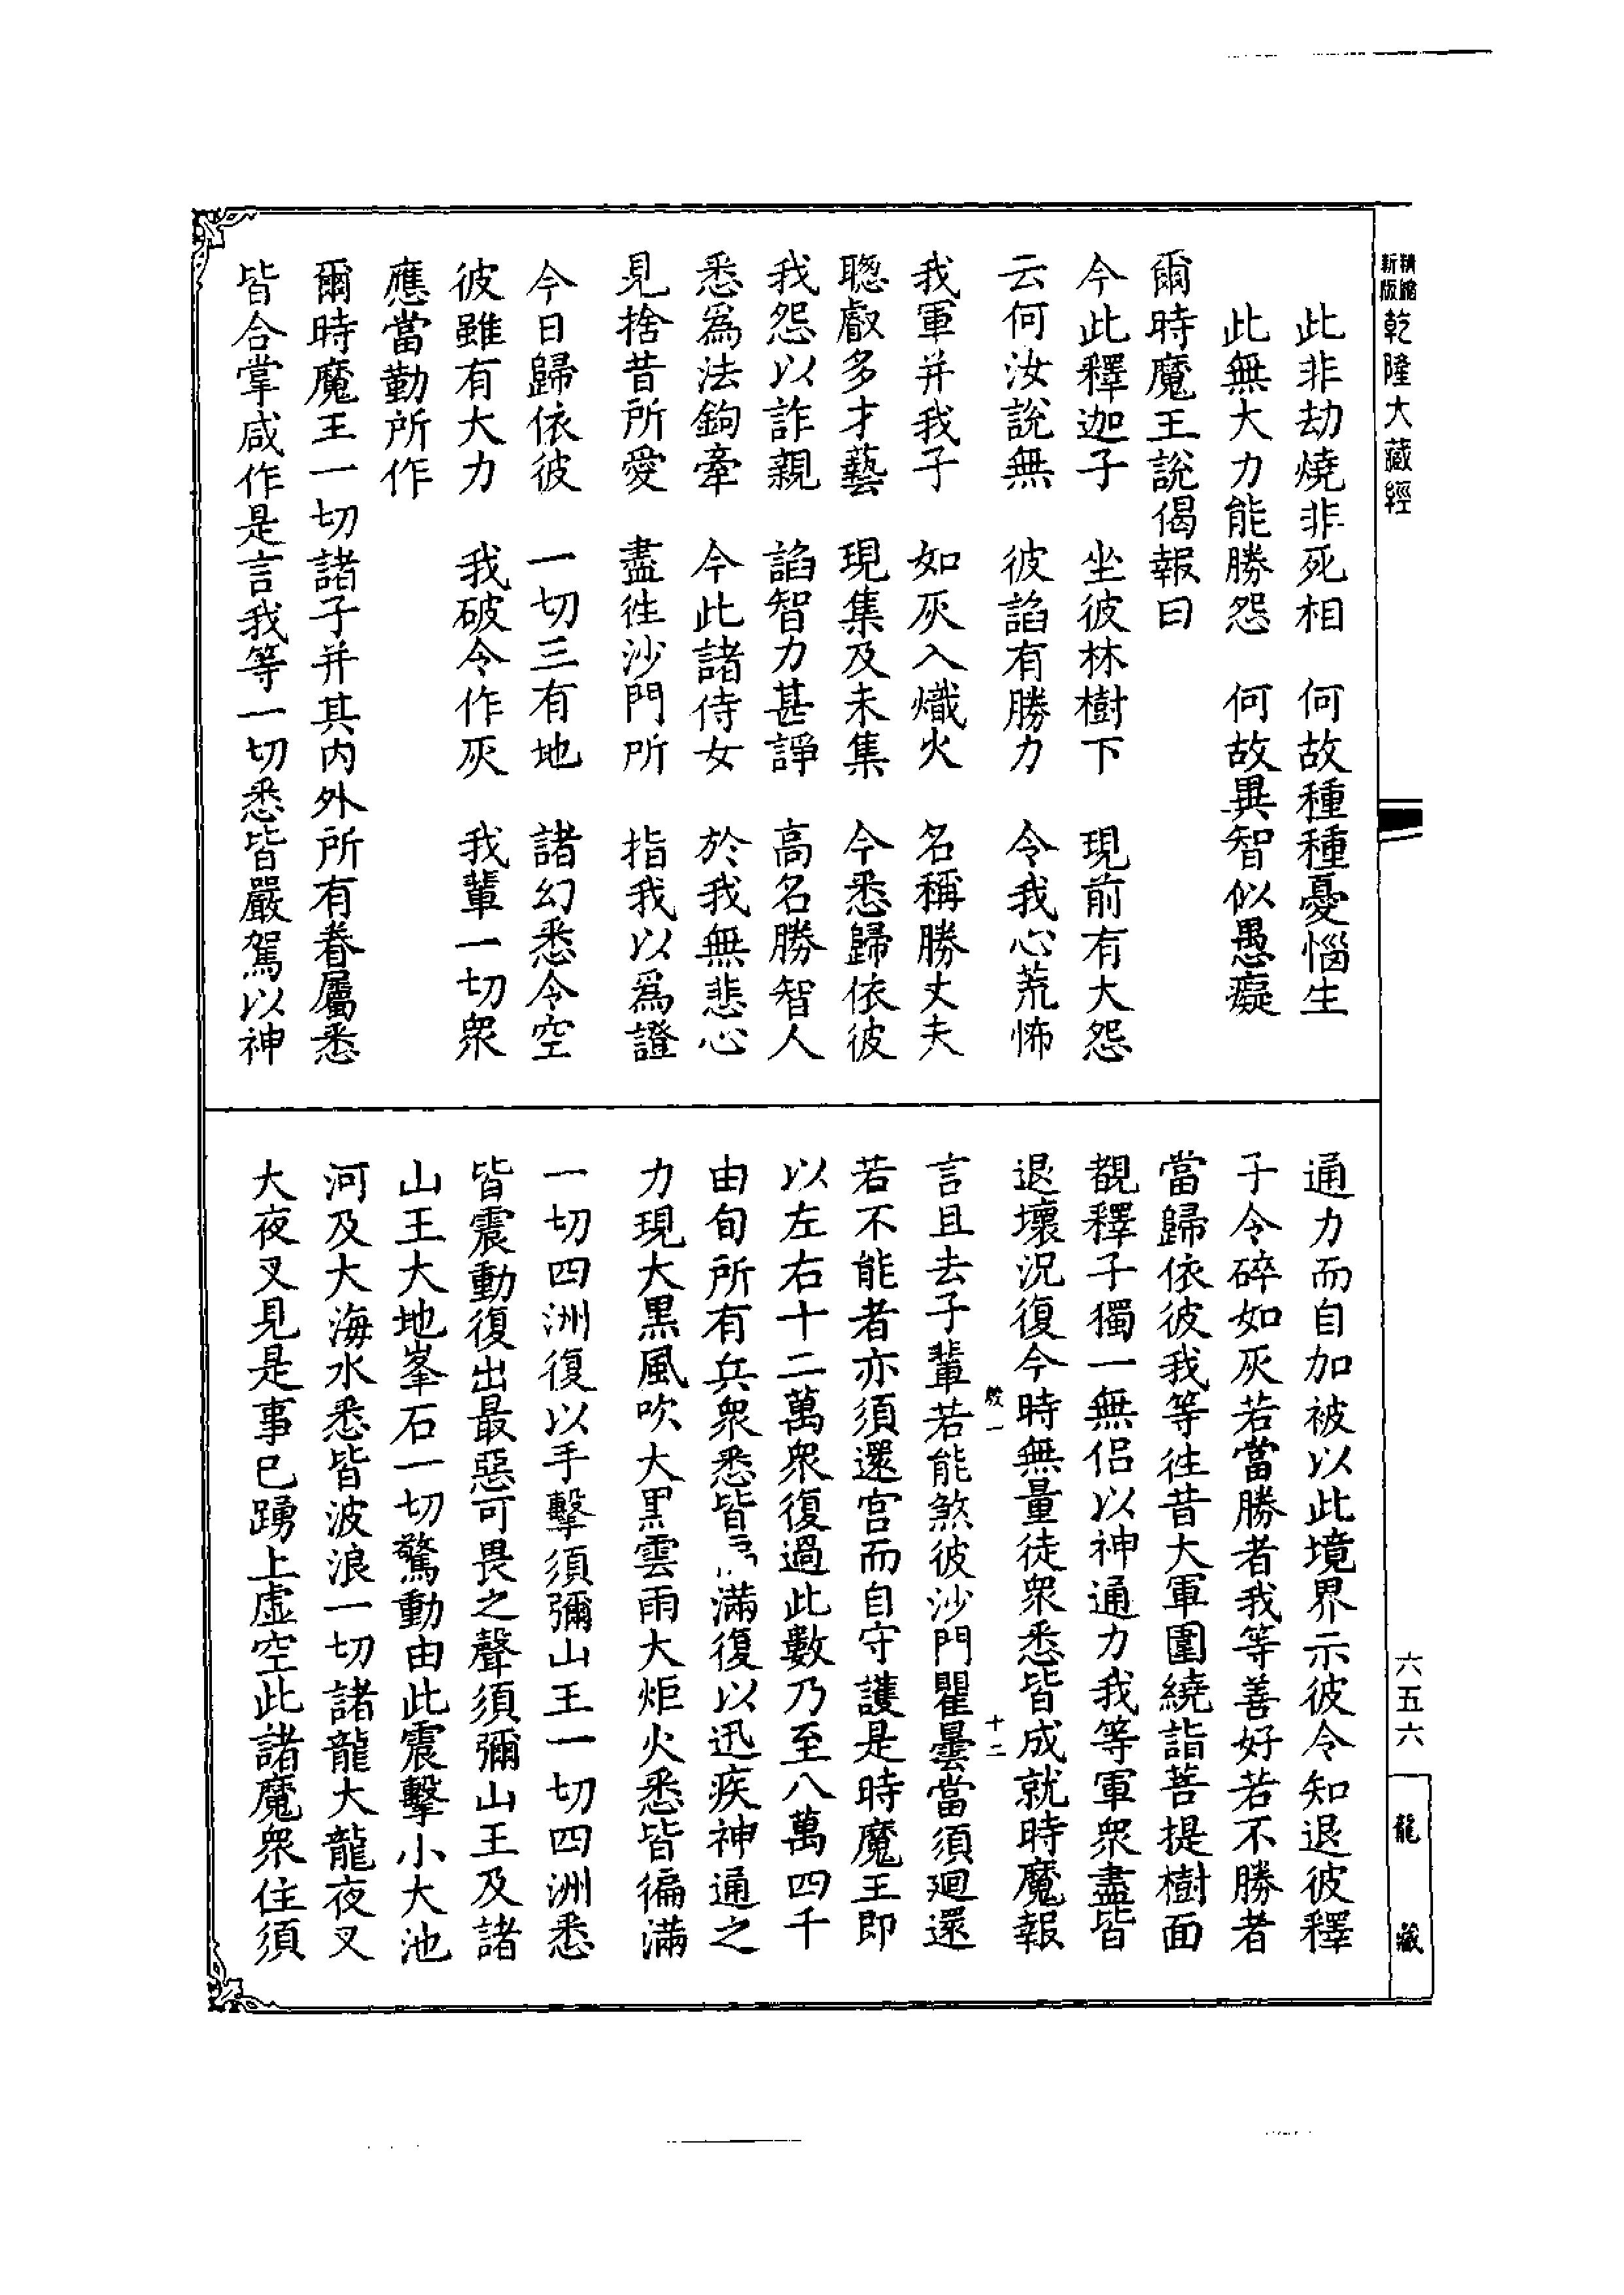 精縮新版 乾隆大藏經
此非劫燒非死相　何故種種憂惱生
此無大力能勝怨　何故異智似愚癡
爾時魔王說偈報曰
今此釋迦子　坐彼林樹下　現前有大怨
云何汝說無　彼諂有勝力　令我心荒怖
我軍并我子　如灰入熾火　名稱勝丈夫
聰叡多才藝　現集及未集　今悉歸依彼
我怨以詐親　諂智力甚諍　高名勝智人
悉爲法鉤牽　今此諸侍女　於我無悲心
見捨昔所愛　盡徃沙門所　指我以爲證
今日歸依彼　一切三有地　諸幻悉令空
彼雖有大力　我破令作灰　我輩一切衆
應當勤所作
爾時魔王一切諸子并其內外所有眷屬悉
皆合掌咸作是言我等一切悉皆嚴駕以神
通力而自加被以此境界示彼令知退彼釋
子令碎如灰若當勝者我等善好若不勝者
當歸依彼我等徃昔大軍圍繞詣菩提樹面
覩釋子獨一無侶以神通力我等軍衆盡皆
退壞況復今時無量徒衆悉皆成就時魔報
一　十二
言且去子輩若能煞彼沙門瞿曇當須迴還
若不能者亦須還宮而自守護是時魔王即
以左右十二萬衆復過此數乃至八萬四千
由旬所有兵衆悉皆滿復以迅疾神通之
力現大黑風吹大黑雲雨大炬火悉皆徧滿
一切四洲復以手擊須彌山王一切四洲悉
皆震動復出最惡可畏之聲須彌山王及諸
山王大地峯石一切驚動由此震擊小大池
河及大海水悉皆波浪一切諸龍大龍夜叉
大夜叉見是事已踴上虛空此諸魔衆住須
六五六
龍藏